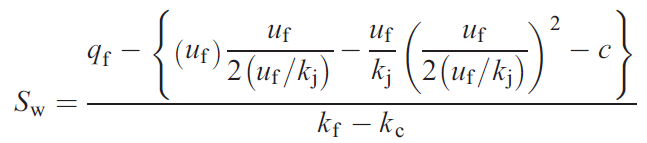 S_w = \frac{q_f - \left\{ (u_f) \frac{u_f}{2(u_f/k_j)} - \frac{u_f}{k_j} \left( \frac{u_f}{2(u_f/k_j)} \right)^2 - c \right\}}{k_f - k_c}